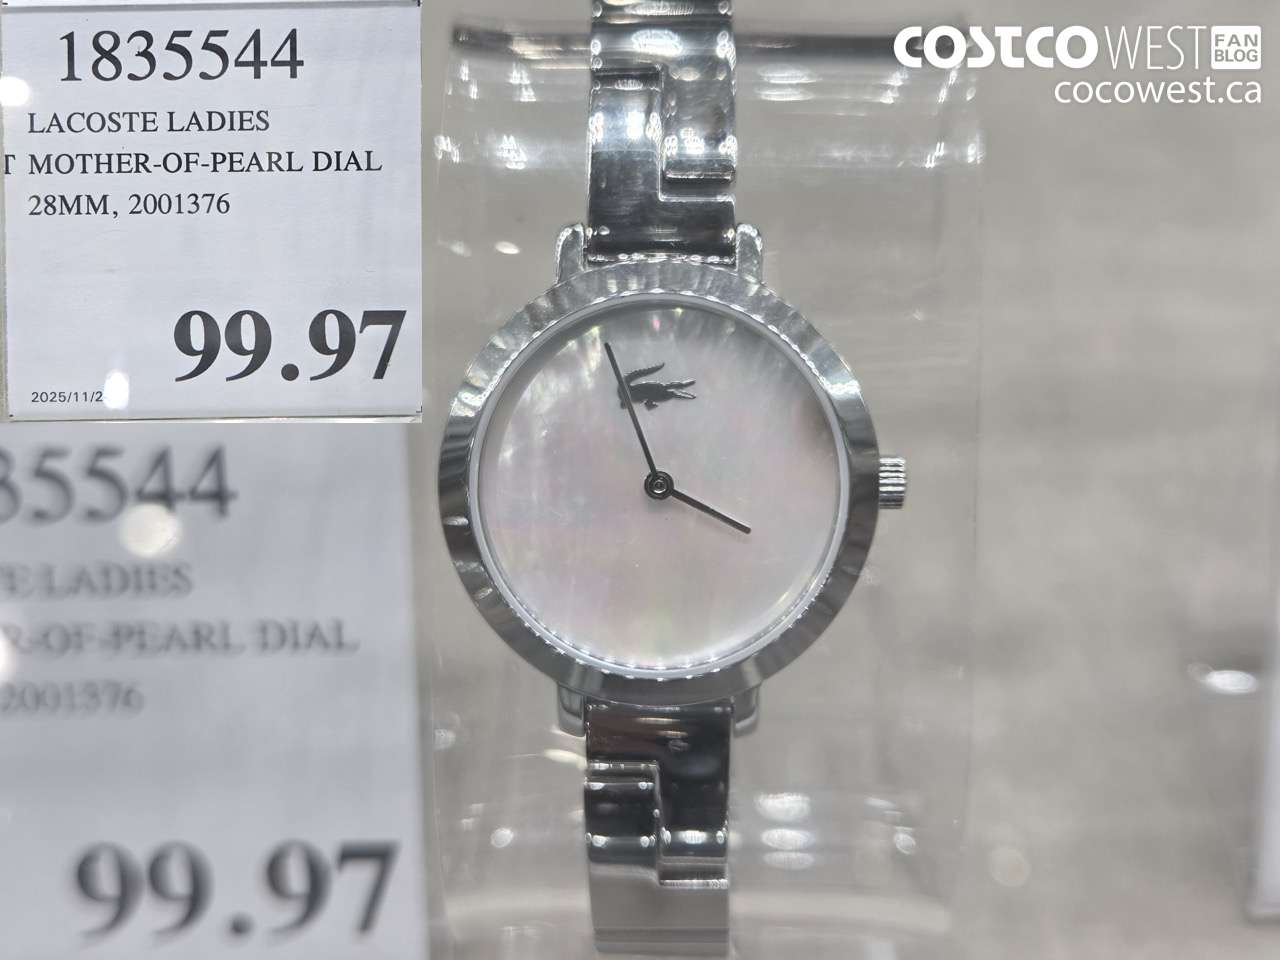 1835544
LACOSTE LADIES
T MOTHER-OF-PEARL DIAL
28MM, 2001376
99.97
2025/11/2
COSTCO WEST FAN BLOG
cocowest.ca
35544
E LADIES
R-OF-PEARL DIAL
2001376
99.97